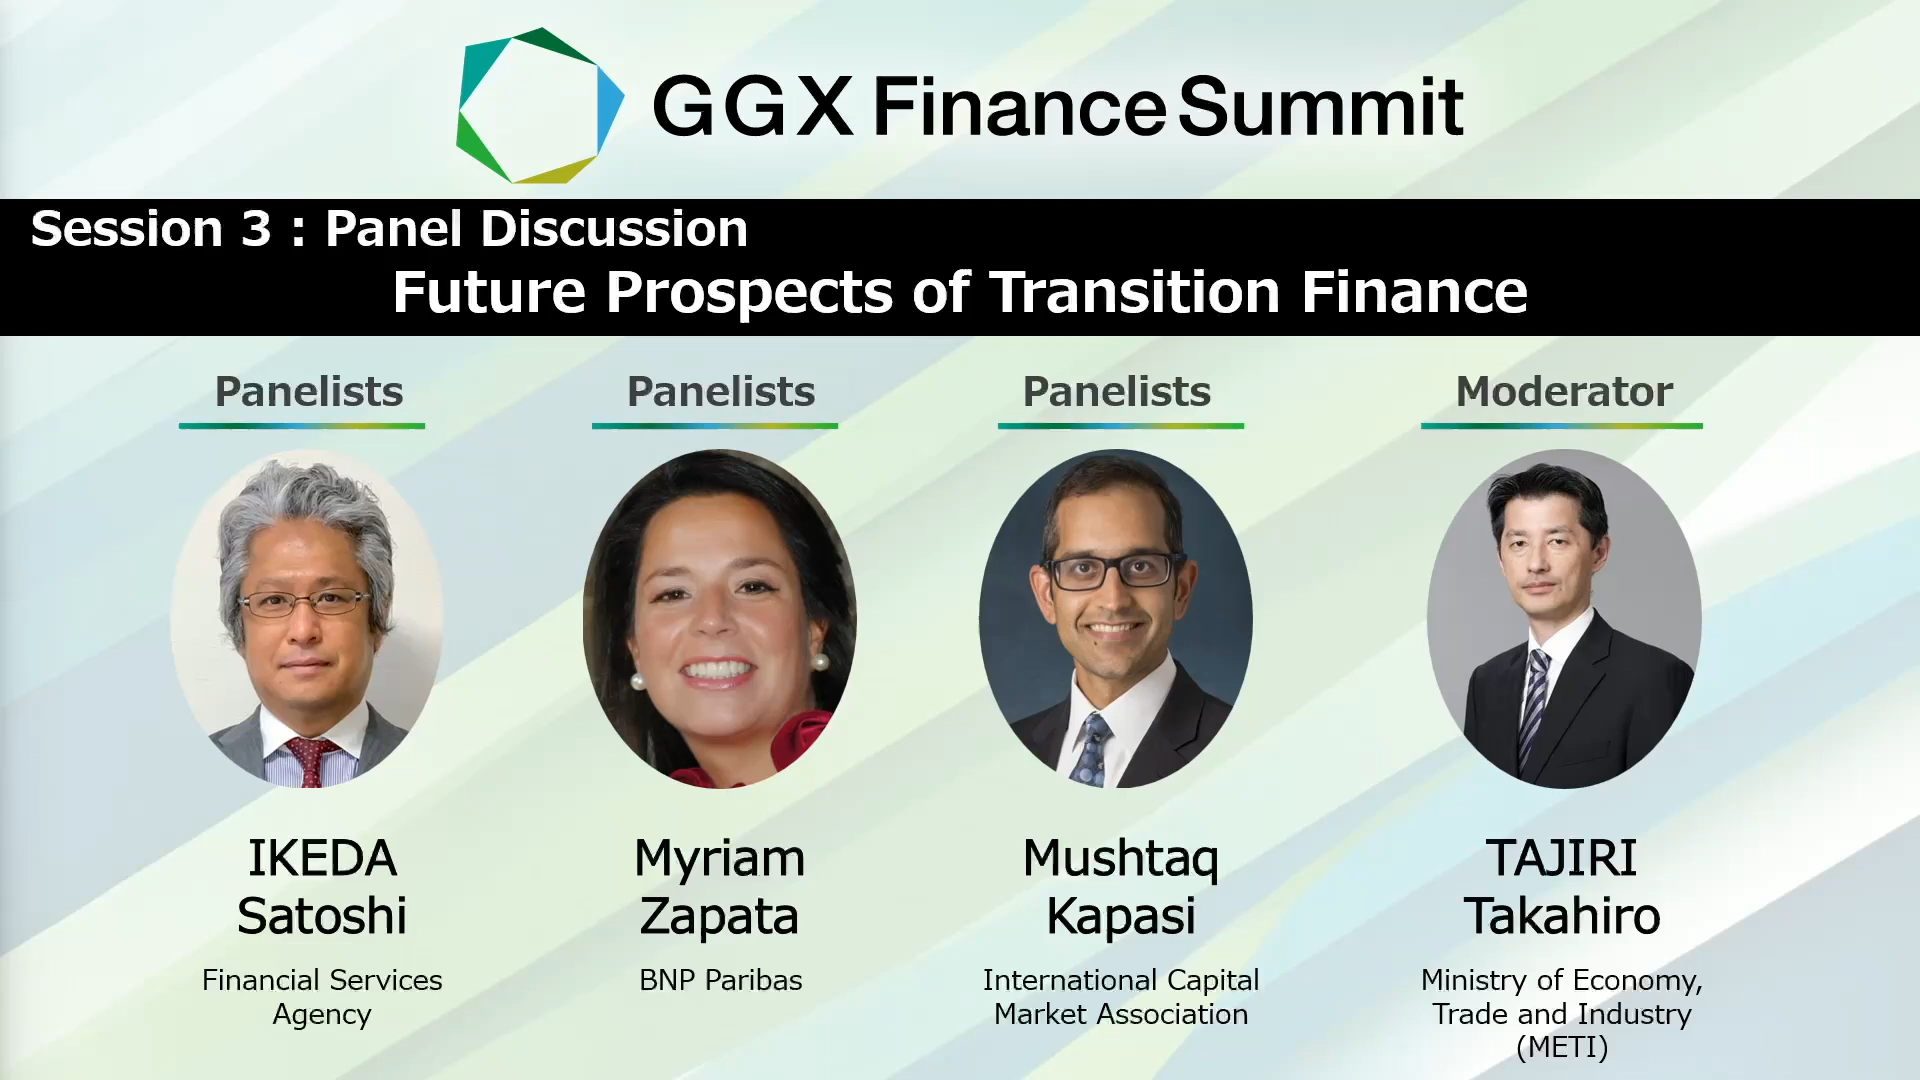 GGX Finance Summit
Session 3 : Panel Discussion
Future Prospects of Transition Finance
Panelists
IKEDA
Satoshi
Financial Services
Agency
Panelists
Myriam
Zapata
BNP Paribas
Panelists
Mushtaq
Kapasi
International Capital
Market Association
Moderator
TAJIRI
Takahiro
Ministry of Economy,
Trade and Industry
(METI)